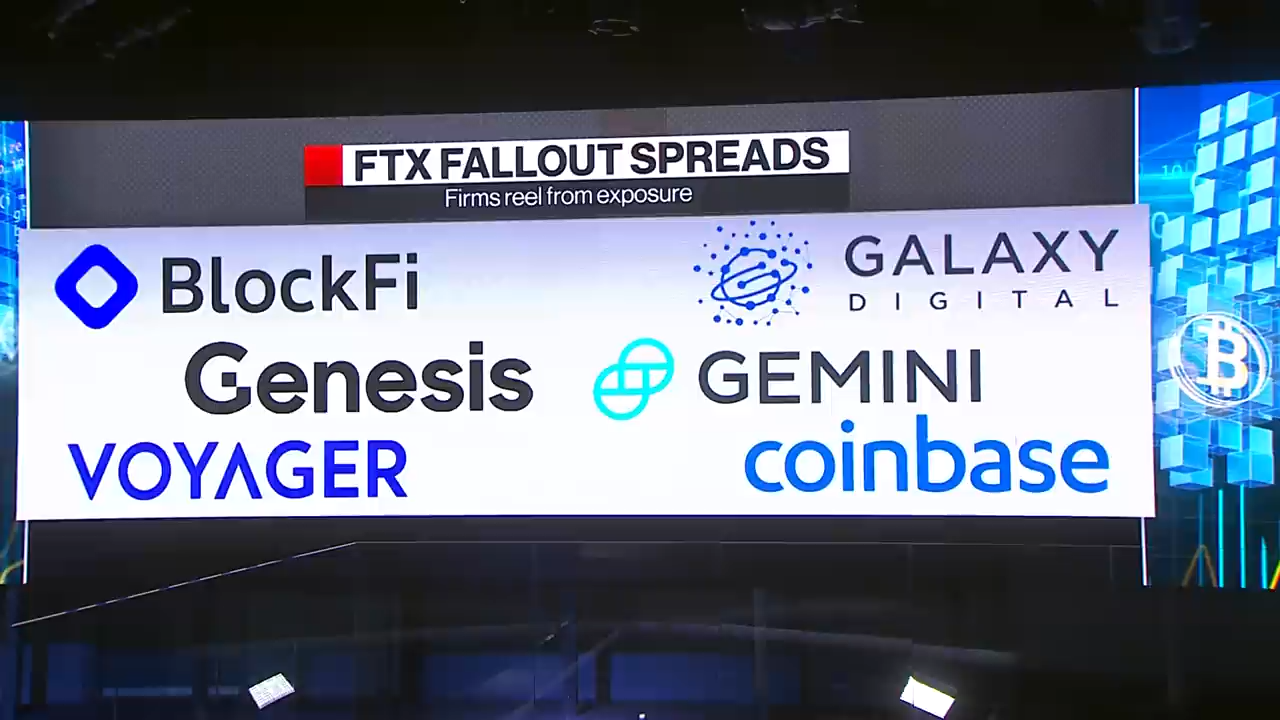 FTX FALLOUT SPREADS
Firms reel from exposure
BlockFi
GALAXY
DIGITAL
Genesis
GEMINI
VOYAGER
coinbase